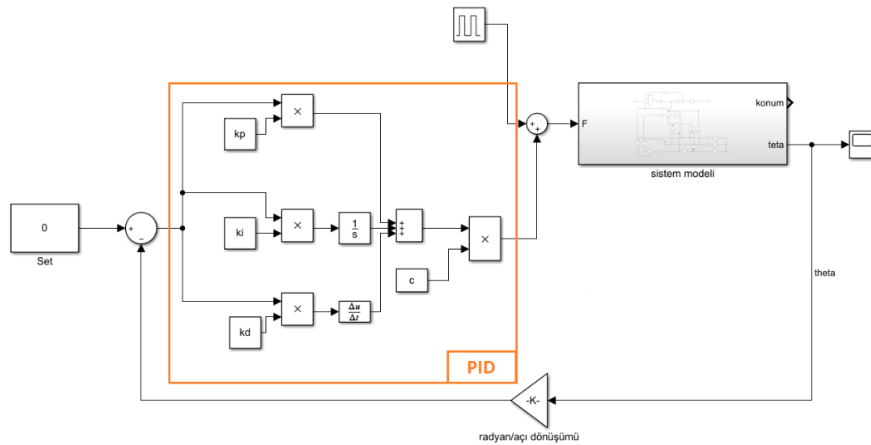 konum
F
teta
sistem modeli
kp
ki
kd
×
×
×
1
s
Δu
Δt
+
+
+
c
×
+
+
0
Set
+
−
PID
theta
-K-
radyan/açı dönüşümü